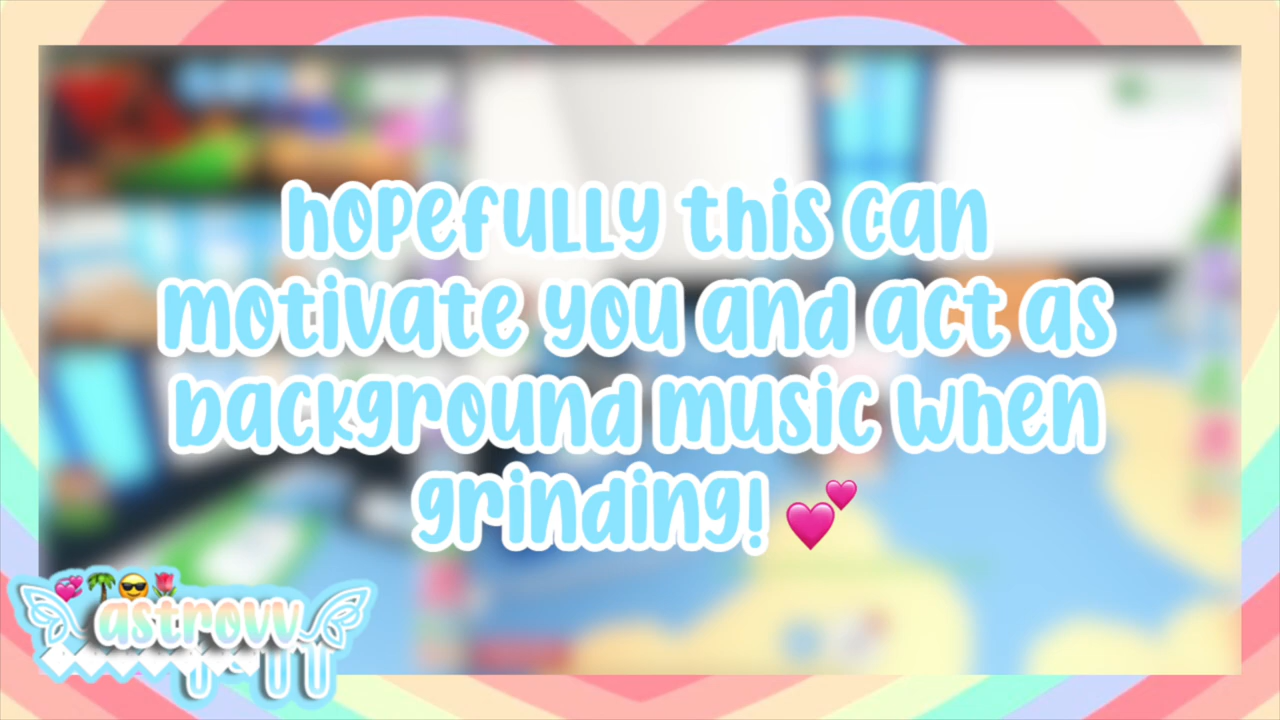 hopefully this can
motivate you and act as
background music when
grinding! 💕
💞🌴😎🌷
astrovv